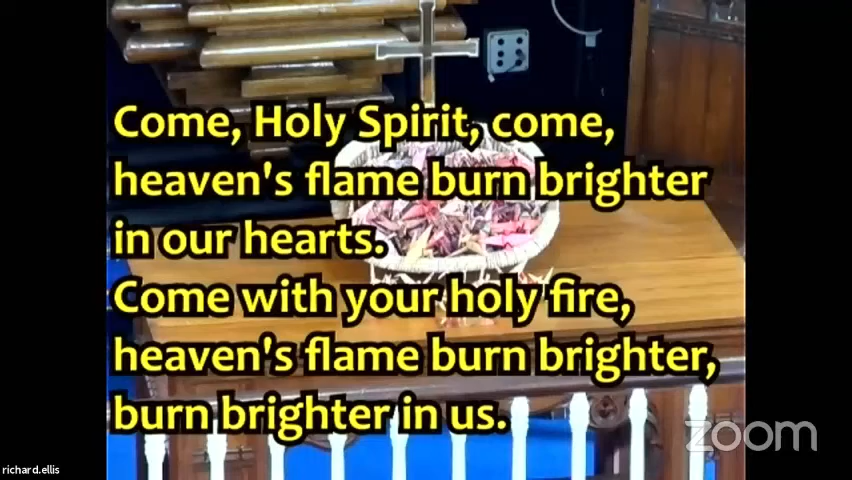 Come, Holy Spirit, come,
heaven's flame burn brighter
in our hearts.
Come with your holy fire,
heaven's flame burn brighter,
burn brighter in us.
zoom
richard.ellis